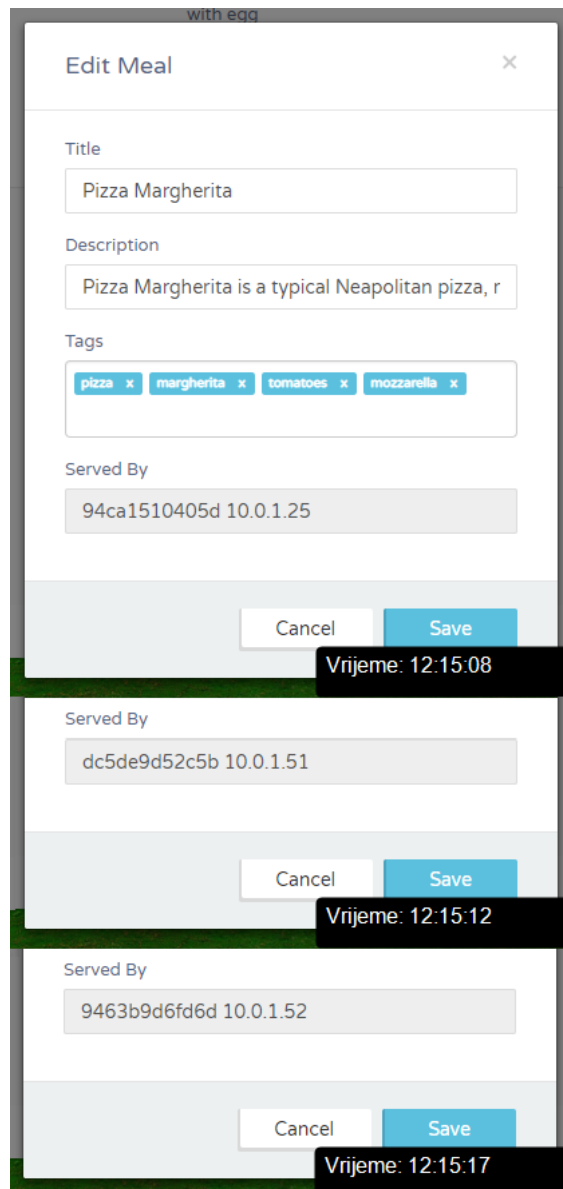 with egg
Edit Meal ×
Title
Pizza Margherita
Description
Pizza Margherita is a typical Neapolitan pizza, r
Tags
pizza x margherita x tomatoes x mozzarella x
Served By
94ca1510405d 10.0.1.25
Cancel Save
Vrijeme: 12:15:08
Served By
dc5de9d52c5b 10.0.1.51
Cancel Save
Vrijeme: 12:15:12
Served By
9463b9d6fd6d 10.0.1.52
Cancel Save
Vrijeme: 12:15:17